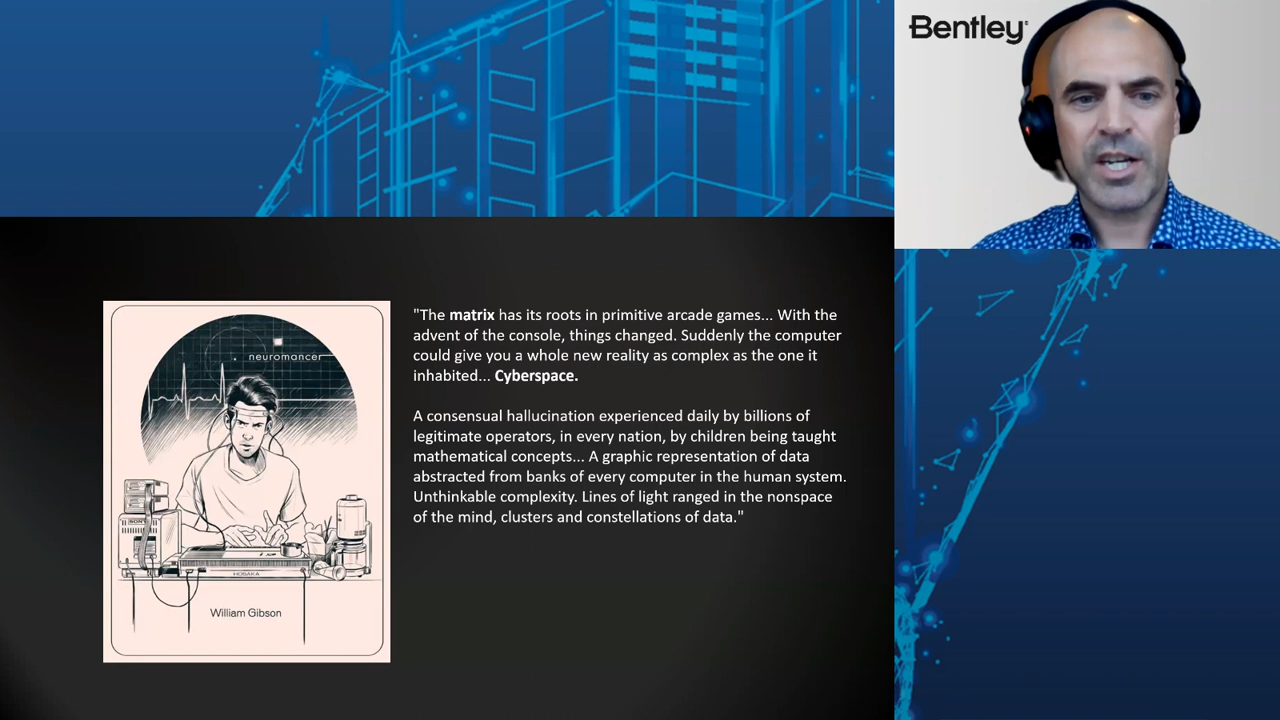 Bentley®
neuromancer
SONY
HOSAKA
William Gibson
"The matrix has its roots in primitive arcade games... With the
advent of the console, things changed. Suddenly the computer
could give you a whole new reality as complex as the one it
inhabited... Cyberspace.
A consensual hallucination experienced daily by billions of
legitimate operators, in every nation, by children being taught
mathematical concepts... A graphic representation of data
abstracted from banks of every computer in the human system.
Unthinkable complexity. Lines of light ranged in the nonspace
of the mind, clusters and constellations of data."